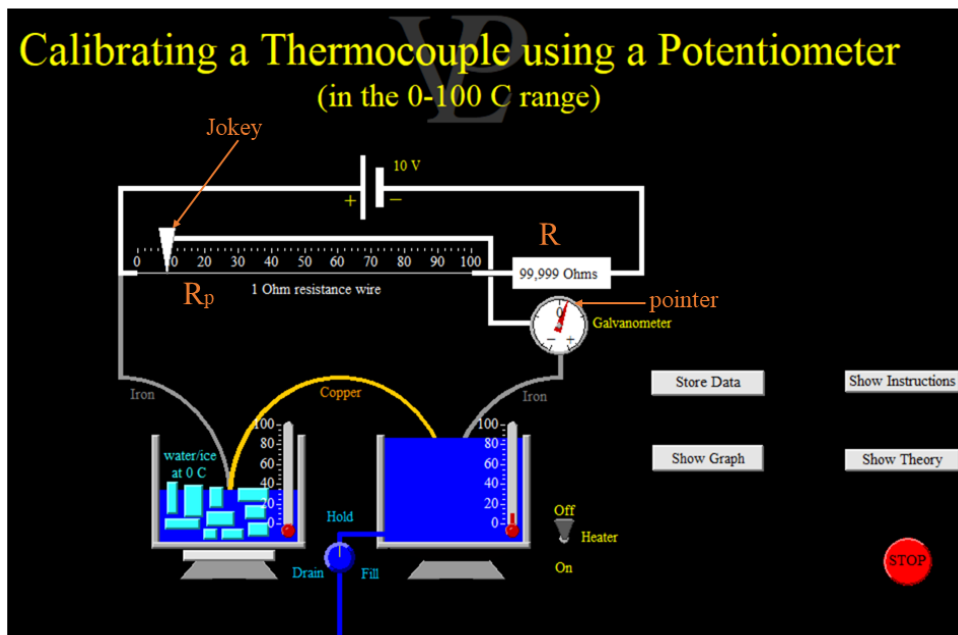 Calibrating a Thermocouple using a Potentiometer
(in the 0-100 C range)
VLP
Jokey
10 V
+ −
R
0 10 20 30 40 50 60 70 80 90 100
99,999 Ohms
Rp
1 Ohm resistance wire
pointer
0
− +
Galvanometer
Iron
Copper
Iron
Store Data
Show Instructions
water/ice
at 0 C
100
80
60
40
20
0
100
80
60
40
20
0
Show Graph
Show Theory
Hold
Drain
Fill
Off
Heater
On
STOP